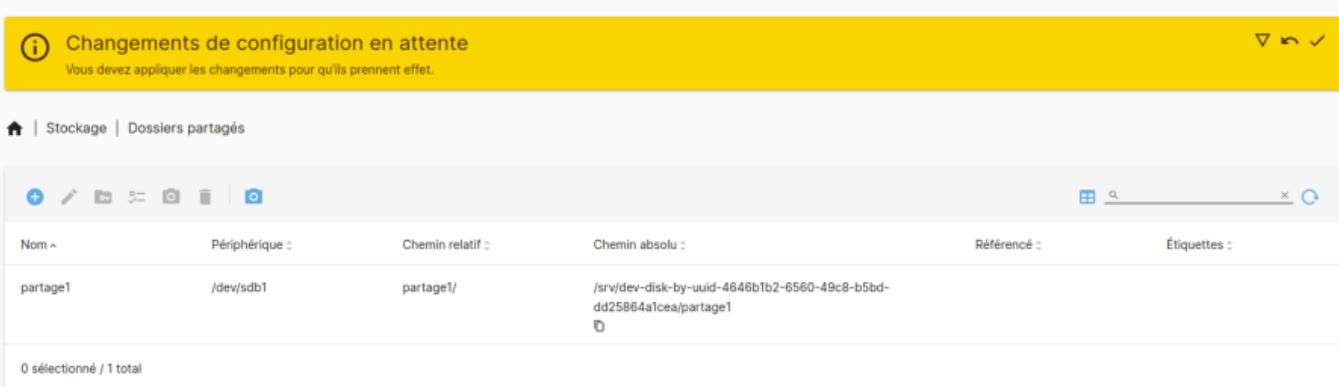 Changements de configuration en attente
Vous devez appliquer les changements pour qu'ils prennent effet.
| Stockage | Dossiers partagés
Nom Périphérique Chemin relatif Chemin absolu Référencé Étiquettes
partage1 /dev/sdb1 partage1/ /srv/dev-disk-by-uuid-4646b1b2-6560-49c8-b5bd-
dd25864a1cea/partage1
0 sélectionné / 1 total